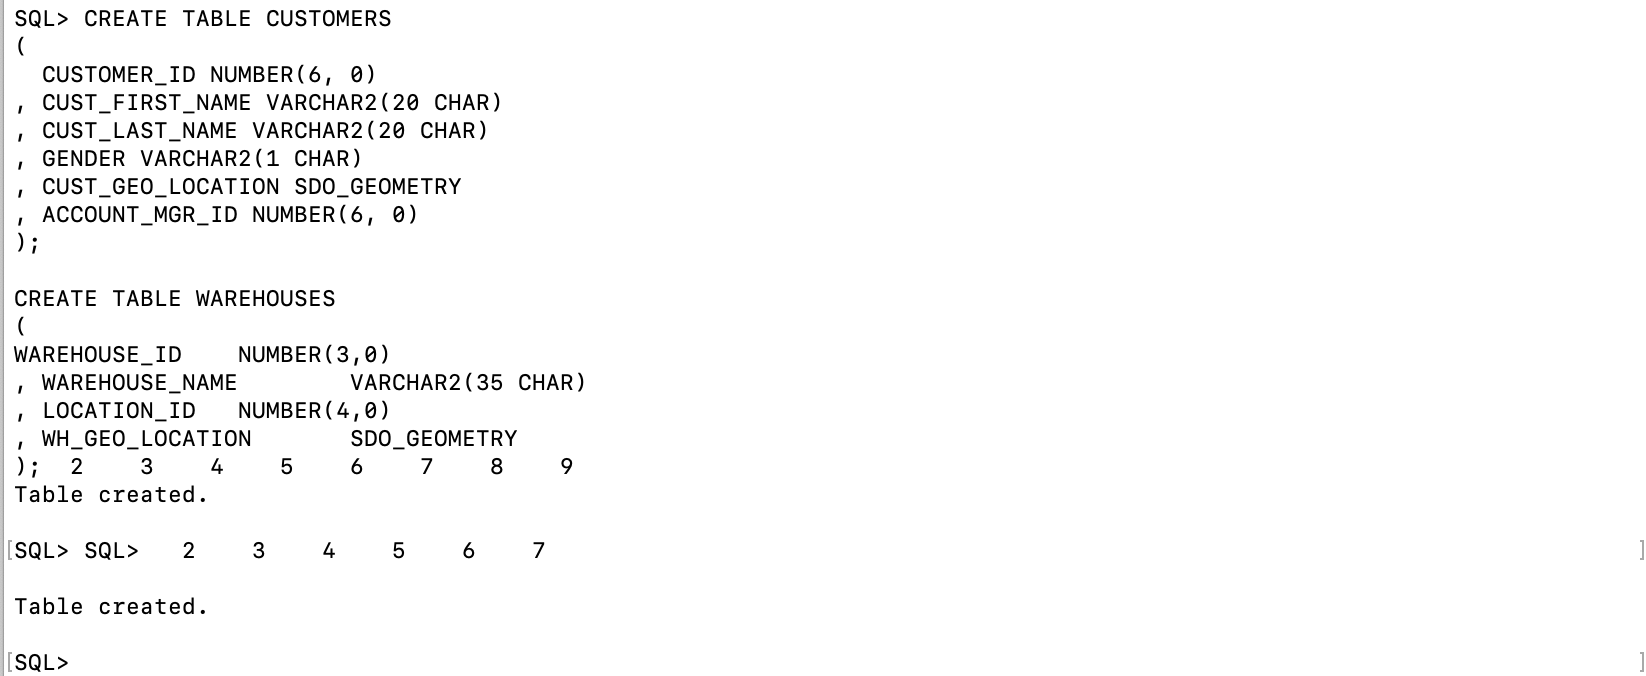 SQL> CREATE TABLE CUSTOMERS
(
  CUSTOMER_ID NUMBER(6, 0)
, CUST_FIRST_NAME VARCHAR2(20 CHAR)
, CUST_LAST_NAME VARCHAR2(20 CHAR)
, GENDER VARCHAR2(1 CHAR)
, CUST_GEO_LOCATION SDO_GEOMETRY
, ACCOUNT_MGR_ID NUMBER(6, 0)
);
CREATE TABLE WAREHOUSES
(
WAREHOUSE_ID    NUMBER(3,0)
, WAREHOUSE_NAME        VARCHAR2(35 CHAR)
, LOCATION_ID   NUMBER(4,0)
, WH_GEO_LOCATION       SDO_GEOMETRY
);  2    3    4    5    6    7    8    9
Table created.
[SQL> SQL>   2    3    4    5    6    7 ]
Table created.
[SQL> ]